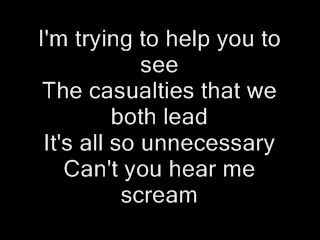 I'm trying to help you to
see
The casualties that we
both lead
It's all so unnecessary
Can't you hear me
scream